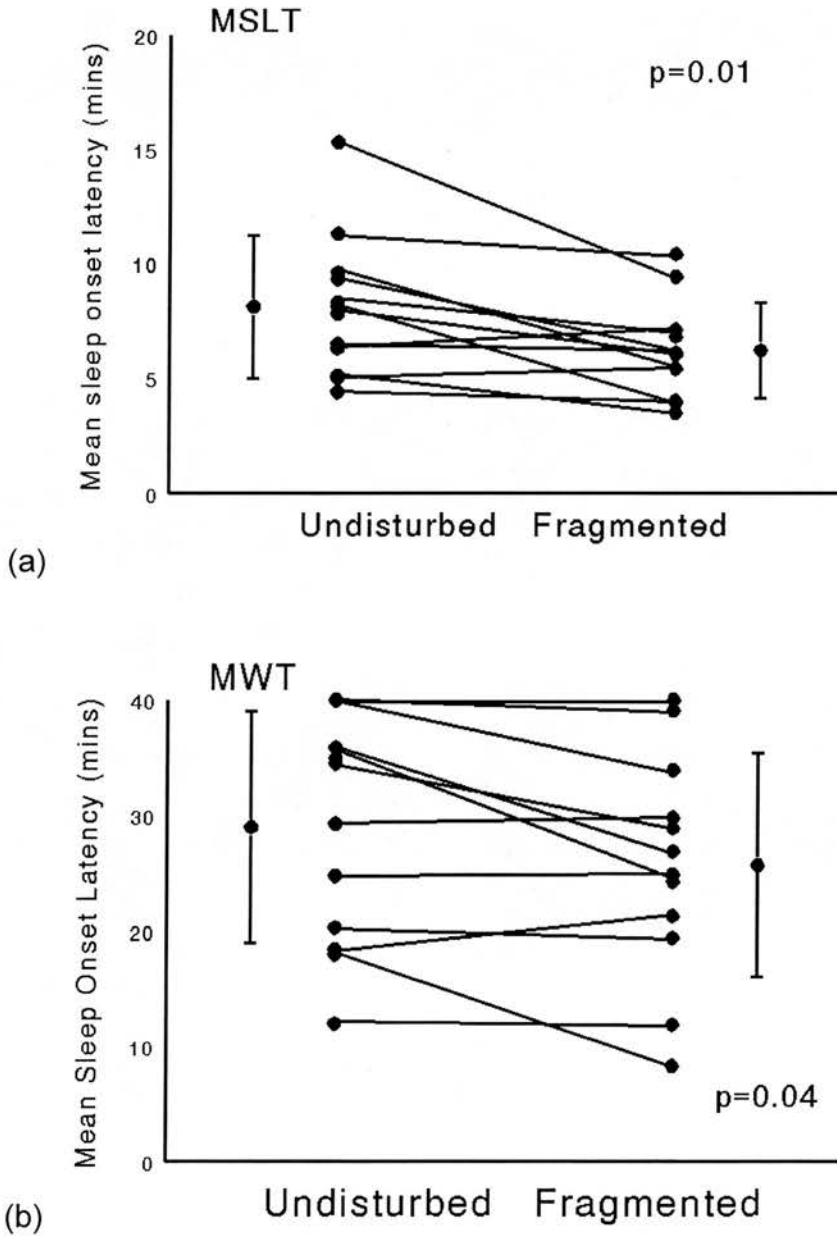 MSLT
p=0.01
Mean sleep onset latency (mins)
20
15
10
5
0
Undisturbed Fragmented
(a)
MWT
Mean Sleep Onset Latency (mins)
40
30
20
10
0
p=0.04
Undisturbed Fragmented
(b)